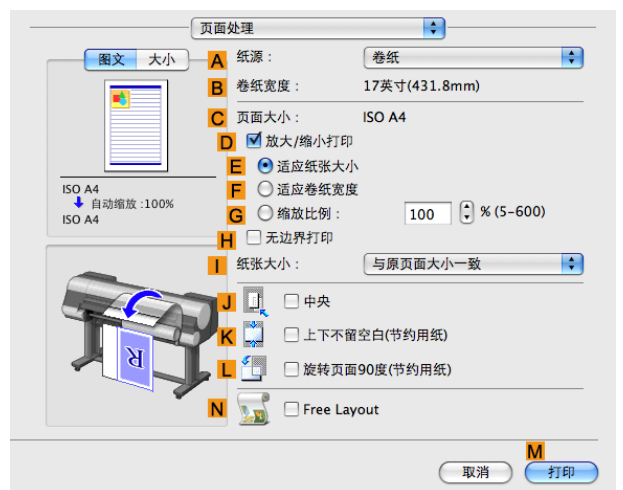 页面处理
图文 大小
A 纸源： 卷纸
B 卷纸宽度： 17英寸(431.8mm)
C 页面大小： ISO A4
D 放大/缩小打印
E 适应纸张大小
F 适应卷纸宽度
G 缩放比例： 100 % (5-600)
H 无边界打印
I 纸张大小： 与原页面大小一致
ISO A4
自动缩放:100%
ISO A4
J 中央
K 上下不留空白(节约用纸)
L 旋转页面90度(节约用纸)
N Free Layout
R
M
取消 打印